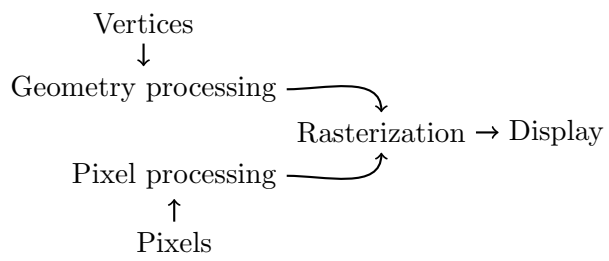 Vertices
Geometry processing
Rasterization
Display
Pixel processing
Pixels